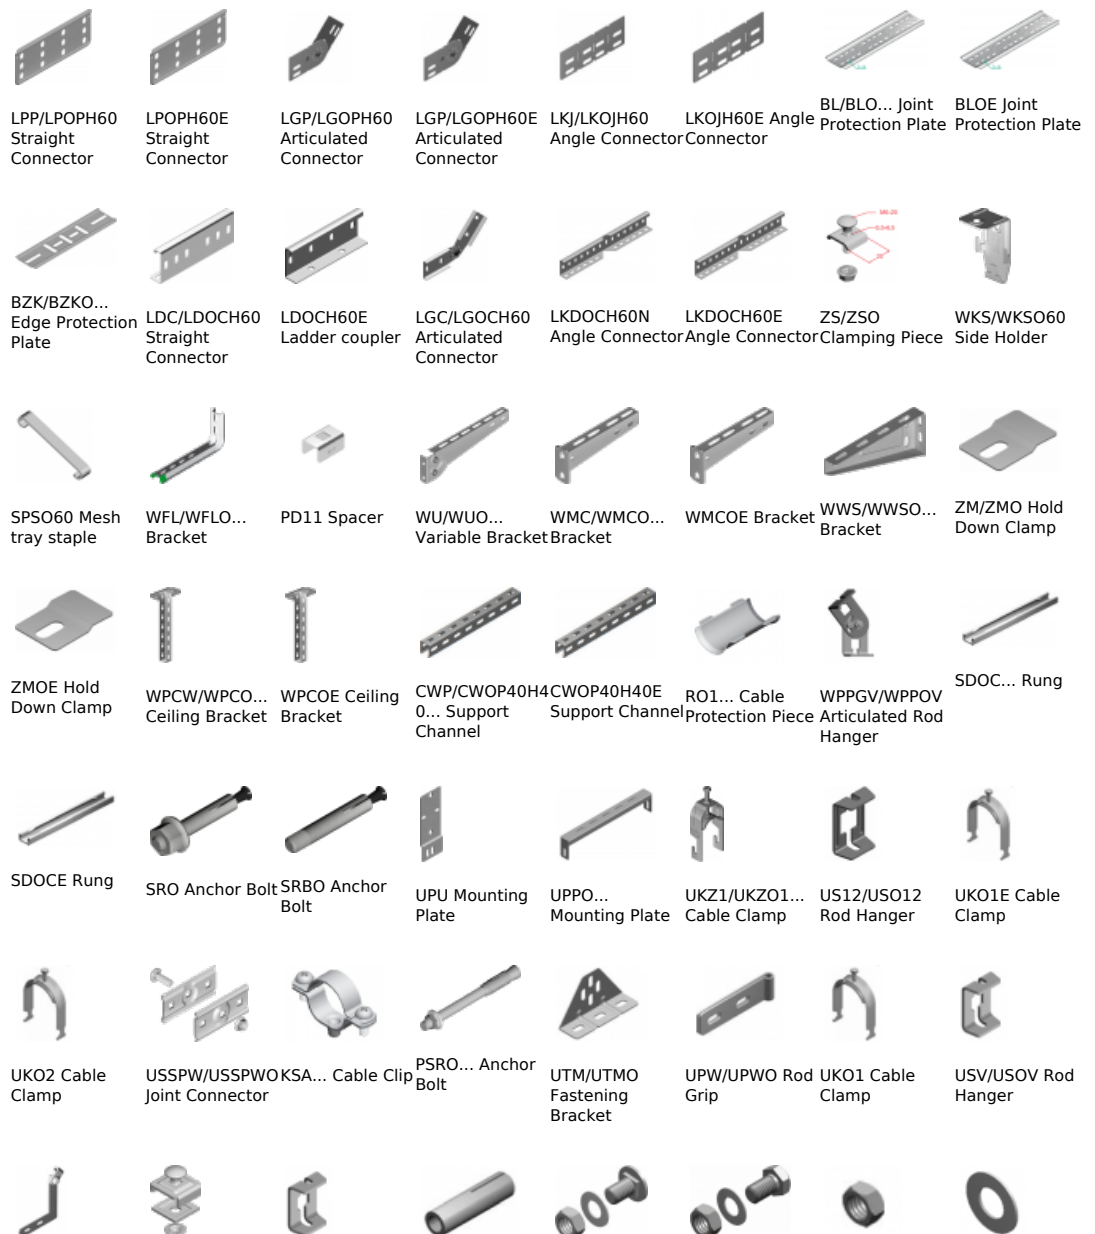 LPP/LPOPH60
Straight
Connector
LPOPH60E
Straight
Connector
LGP/LGOPH60
Articulated
Connector
LGP/LGOPH60E
Articulated
Connector
LKJ/LKOJH60
Angle Connector
LKOJH60E Angle
Connector
BL/BLO... Joint
Protection Plate
BLOE Joint
Protection Plate
BZK/BZKO...
Edge Protection
Plate
LDC/LDOCH60
Straight
Connector
LDOCH60E
Ladder coupler
LGC/LGOCH60
Articulated
Connector
LKDOCH60N
Angle Connector
LKDOCH60E
Angle Connector
ZS/ZSO
Clamping Piece
WKS/WKSO60
Side Holder
SPSO60 Mesh
tray staple
WFL/WFLO...
Bracket
PD11 Spacer
WU/WUO...
Variable Bracket
WMC/WMCO...
Bracket
WMCOE Bracket
WWS/WWSO...
Bracket
ZM/ZMO Hold
Down Clamp
ZMOE Hold
Down Clamp
WPCW/WPCO...
Ceiling Bracket
WPCOE Ceiling
Bracket
CWP/CWOP40H4
0... Support
Channel
CWOP40H40E
Support Channel
RO1... Cable
Protection Piece
WPPGV/WPPOV
Articulated Rod
Hanger
SDOC... Rung
SDOCE Rung
SRO Anchor Bolt
SRBO Anchor
Bolt
UPU Mounting
Plate
UPPO...
Mounting Plate
UKZ1/UKZO1...
Cable Clamp
US12/USO12
Rod Hanger
UKO1E Cable
Clamp
UKO2 Cable
Clamp
USSPW/USSPWO
Joint Connector
KSA... Cable Clip
PSRO... Anchor
Bolt
UTM/UTMO
Fastening
Bracket
UPW/UPWO Rod
Grip
UKO1 Cable
Clamp
USV/USOV Rod
Hanger